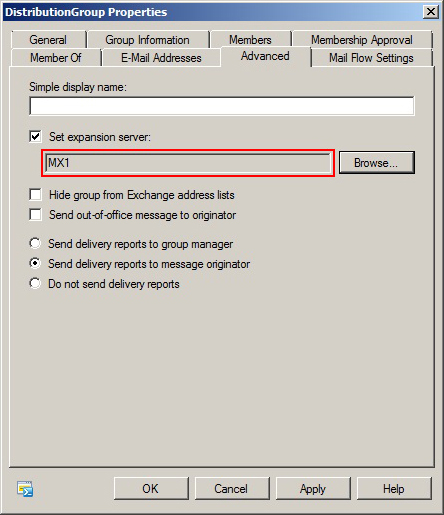 DistributionGroup Properties
General Group Information Members Membership Approval
Member Of E-Mail Addresses Advanced Mail Flow Settings
Simple display name:
Set expansion server:
MX1 Browse...
Hide group from Exchange address lists
Send out-of-office message to originator
Send delivery reports to group manager
Send delivery reports to message originator
Do not send delivery reports
OK Cancel Apply Help